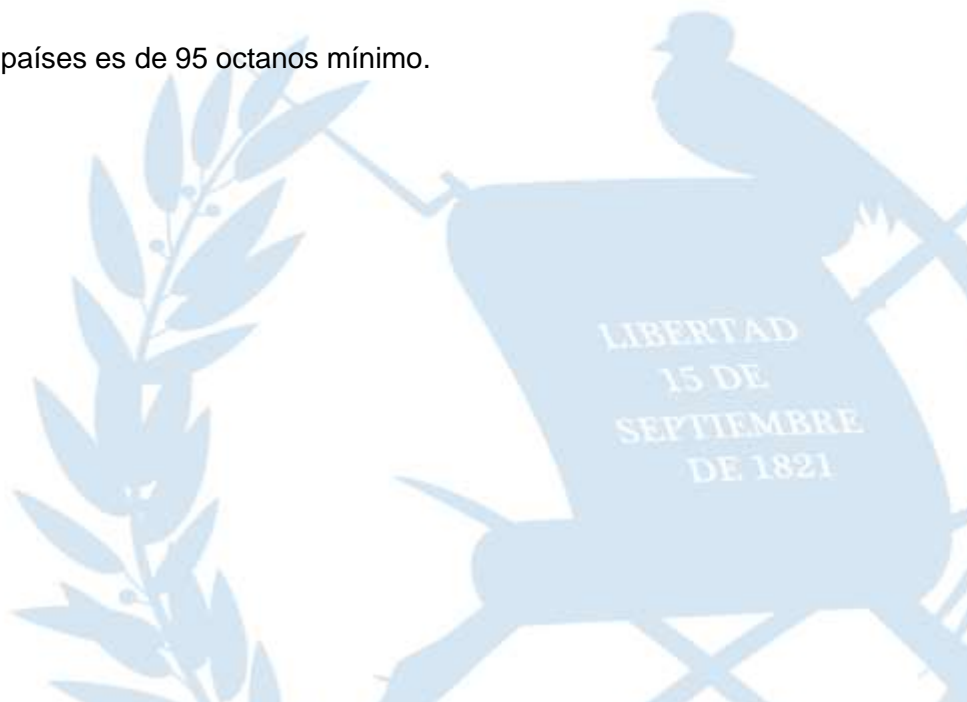 países es de 95 octanos mínimo.
LIBERTAD
15 DE
SEPTIEMBRE
DE 1821